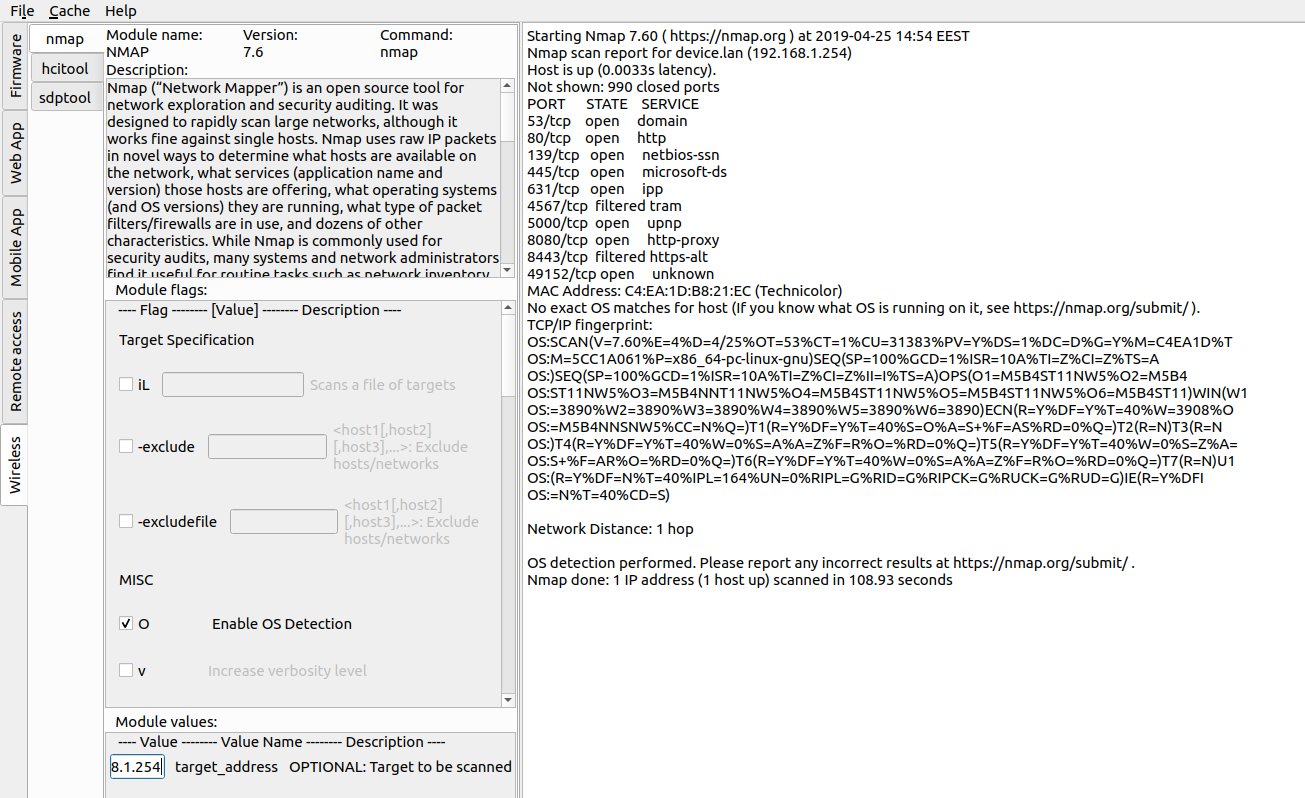 File Cache Help
Firmware
Web App
Mobile App
Remote access
Wireless
nmap
hcitool
sdptool
Module name: Version: Command:
NMAP 7.6 nmap
Description:
Nmap (“Network Mapper”) is an open source tool for
network exploration and security auditing. It was
designed to rapidly scan large networks, although it
works fine against single hosts. Nmap uses raw IP packets
in novel ways to determine what hosts are available on
the network, what services (application name and
version) those hosts are offering, what operating systems
(and OS versions) they are running, what type of packet
filters/firewalls are in use, and dozens of other
characteristics. While Nmap is commonly used for
security audits, many systems and network administrators
find it useful for routine tasks such as network inventory,
Module flags:
---- Flag -------- [Value] -------- Description ----
Target Specification
iL Scans a file of targets
-exclude <host1[,host2]
[,host3],...>: Exclude
hosts/networks
-excludefile <host1[,host2]
[,host3],...>: Exclude
hosts/networks
MISC
O Enable OS Detection
v Increase verbosity level
Module values:
---- Value -------- Value Name -------- Description ----
8.1.254 target_address OPTIONAL: Target to be scanned
Starting Nmap 7.60 ( https://nmap.org ) at 2019-04-25 14:54 EEST
Nmap scan report for device.lan (192.168.1.254)
Host is up (0.0033s latency).
Not shown: 990 closed ports
PORT STATE SERVICE
53/tcp open domain
80/tcp open http
139/tcp open netbios-ssn
445/tcp open microsoft-ds
631/tcp open ipp
4567/tcp filtered tram
5000/tcp open upnp
8080/tcp open http-proxy
8443/tcp filtered https-alt
49152/tcp open unknown
MAC Address: C4:EA:1D:B8:21:EC (Technicolor)
No exact OS matches for host (If you know what OS is running on it, see https://nmap.org/submit/ ).
TCP/IP fingerprint:
OS:SCAN(V=7.60%E=4%D=4/25%OT=53%CT=1%CU=31383%PV=Y%DS=1%DC=D%G=Y%M=C4EA1D%T
OS:M=5CC1A061%P=x86_64-pc-linux-gnu)SEQ(SP=100%GCD=1%ISR=10A%TI=Z%CI=Z%TS=A
OS:)SEQ(SP=100%GCD=1%ISR=10A%TI=Z%CI=Z%II=I%TS=A)OPS(O1=M5B4ST11NW5%O2=M5B4
OS:ST11NW5%O3=M5B4NNT11NW5%O4=M5B4ST11NW5%O5=M5B4ST11NW5%O6=M5B4ST11)WIN(W1
OS:=3890%W2=3890%W3=3890%W4=3890%W5=3890%W6=3890)ECN(R=Y%DF=Y%T=40%W=3908%O
OS:=M5B4NNSNW5%CC=N%Q=)T1(R=Y%DF=Y%T=40%S=O%A=S+%F=AS%RD=0%Q=)T2(R=N)T3(R=N
OS:)T4(R=Y%DF=Y%T=40%W=0%S=A%A=Z%F=R%O=%RD=0%Q=)T5(R=Y%DF=Y%T=40%W=0%S=Z%A=
OS:S+%F=AR%O=%RD=0%Q=)T6(R=Y%DF=Y%T=40%W=0%S=A%A=Z%F=R%O=%RD=0%Q=)T7(R=N)U1
OS:(R=Y%DF=N%T=40%IPL=164%UN=0%RIPL=G%RID=G%RIPCK=G%RUCK=G%RUD=G)IE(R=Y%DFI
OS:=N%T=40%CD=S)
Network Distance: 1 hop
OS detection performed. Please report any incorrect results at https://nmap.org/submit/ .
Nmap done: 1 IP address (1 host up) scanned in 108.93 seconds